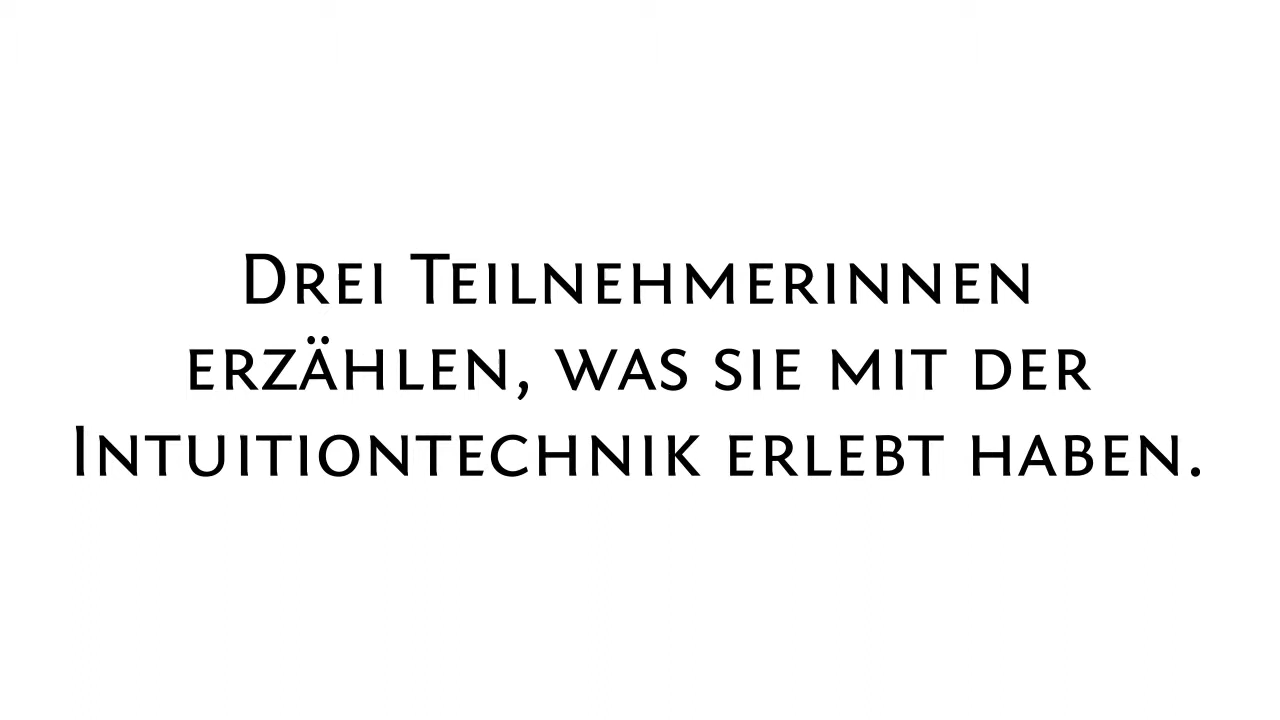 Drei Teilnehmerinnen
erzählen, was sie mit der
Intuitiontechnik erlebt haben.